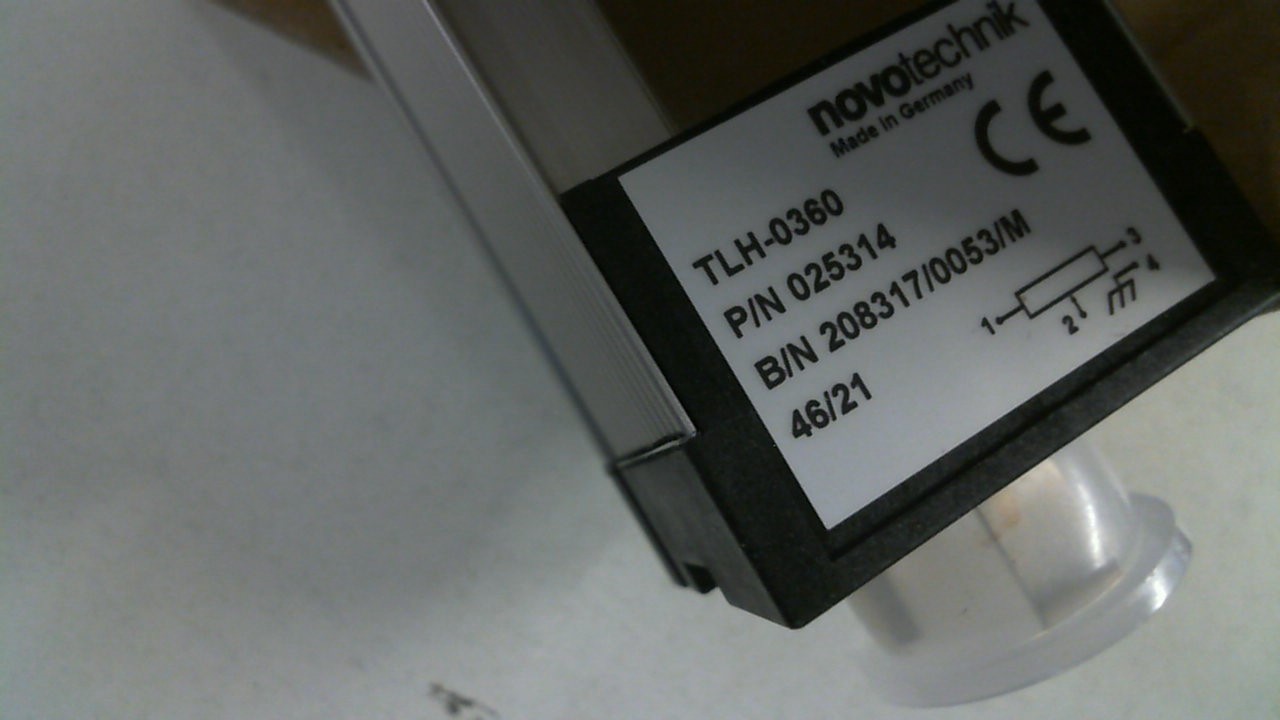 novotechnik
Made in Germany
CE
TLH-0360
P/N 025314
B/N 208317/0053/M
46/21
1 2 3 4